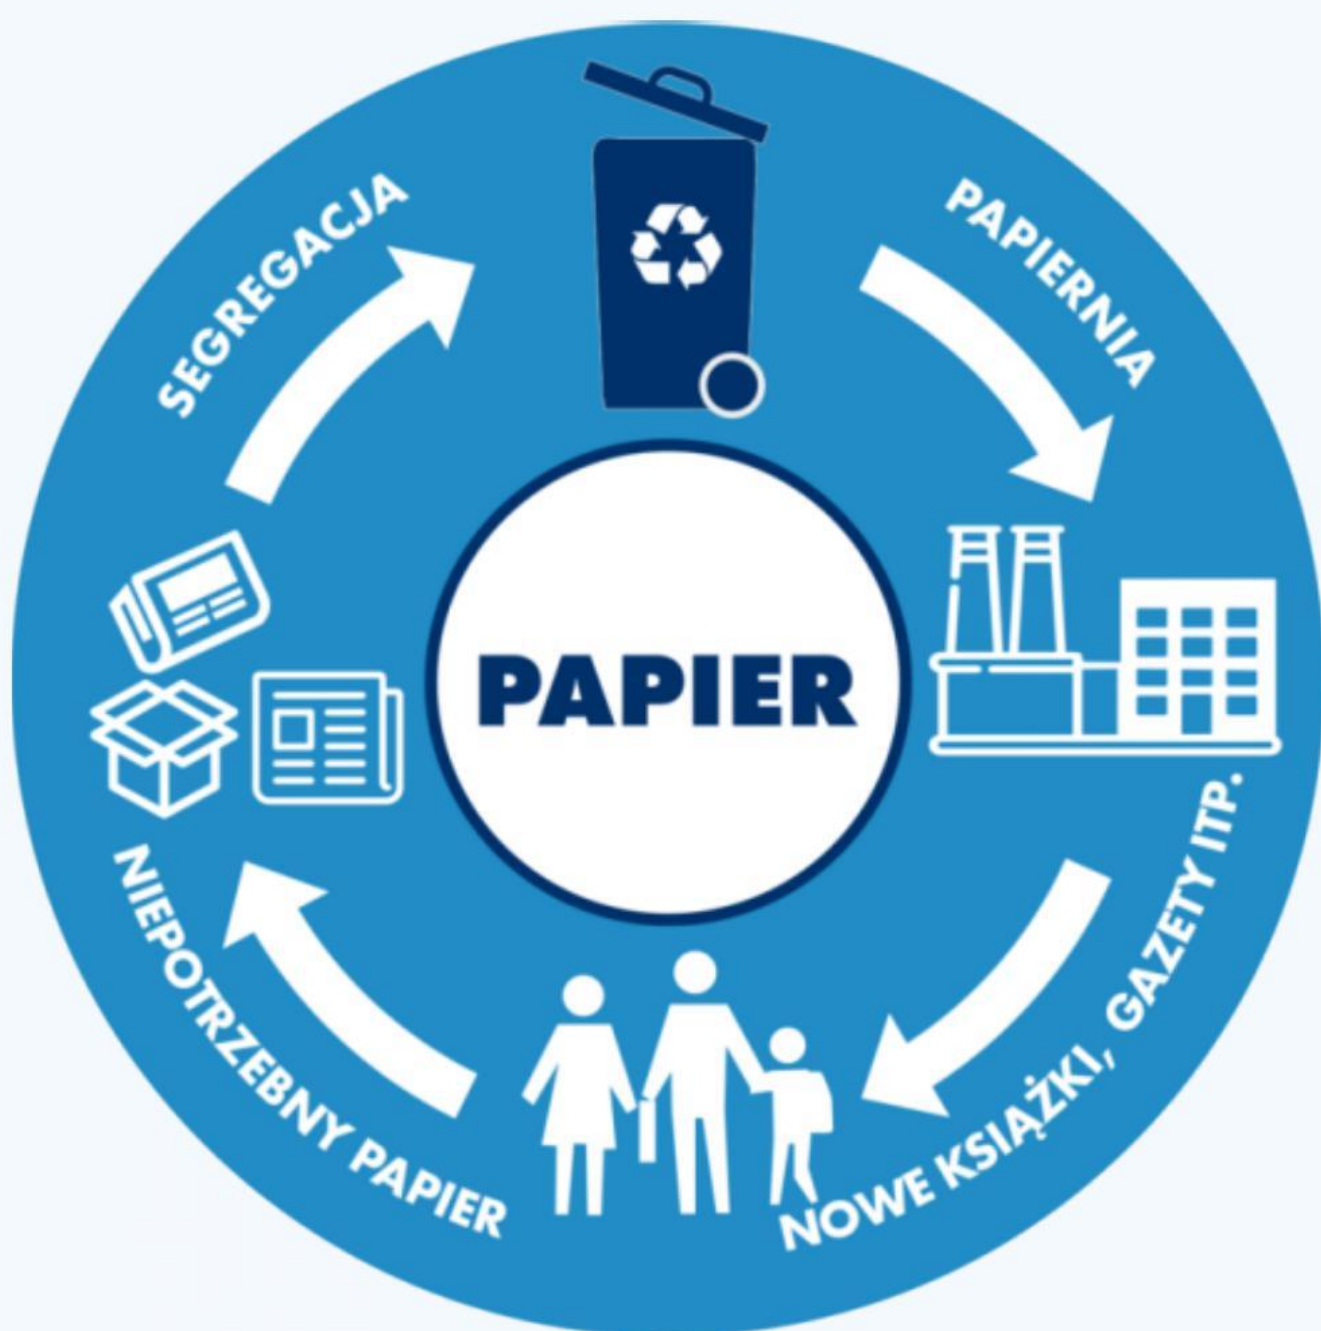 SEGREGACJA
PAPIERNIA
PAPIER
NOWE KSIĄŻKI, GAZETY ITP.
NIEPOTRZEBNY PAPIER